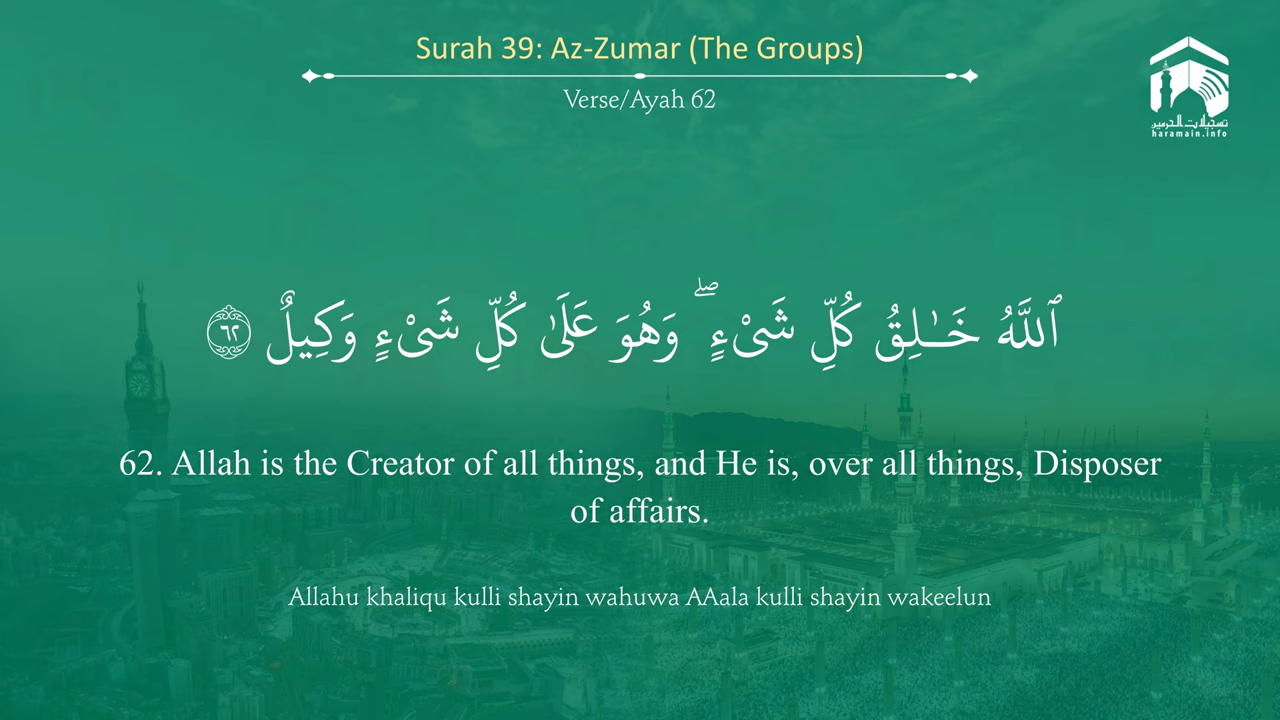 Surah 39: Az-Zumar (The Groups)
Verse/Ayah 62
تسجيلات الحرمين
haramain.info
ٱللَّهُ خَـٰلِقُ كُلِّ شَىْءٍ ۖ وَهُوَ عَلَىٰ كُلِّ شَىْءٍ وَكِيلٌ ٦٢
62. Allah is the Creator of all things, and He is, over all things, Disposer
of affairs.
Allahu khaliqu kulli shayin wahuwa AAala kulli shayin wakeelun